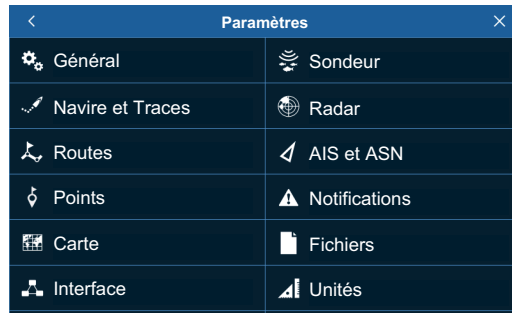 Paramètres
Général
Sondeur
Navire et Traces
Radar
Routes
AIS et ASN
Points
Notifications
Carte
Fichiers
Interface
Unités